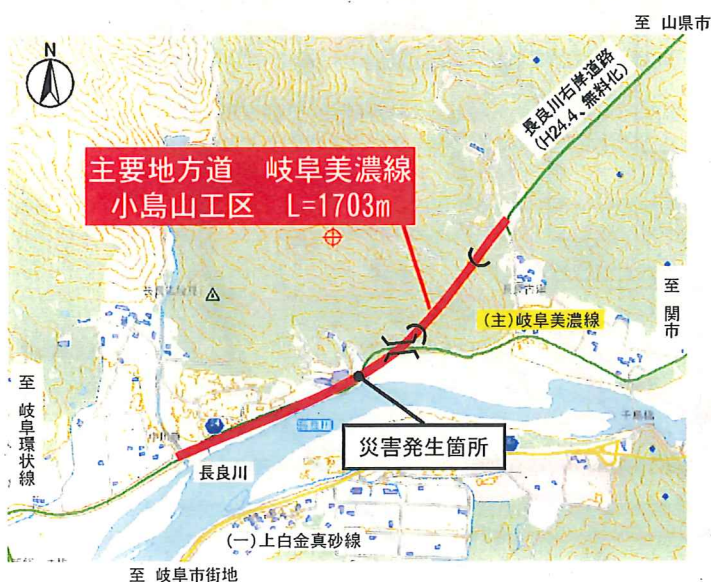 至 山県市
N
長良川右岸道路
(H24.4、無料化)
主要地方道 岐阜美濃線
小島山工区 L=1703m
至 関市
(主)岐阜美濃線
至 岐阜環状線
千鳥橋
災害発生箇所
長良川
(一)上白金真砂線
至 岐阜市街地